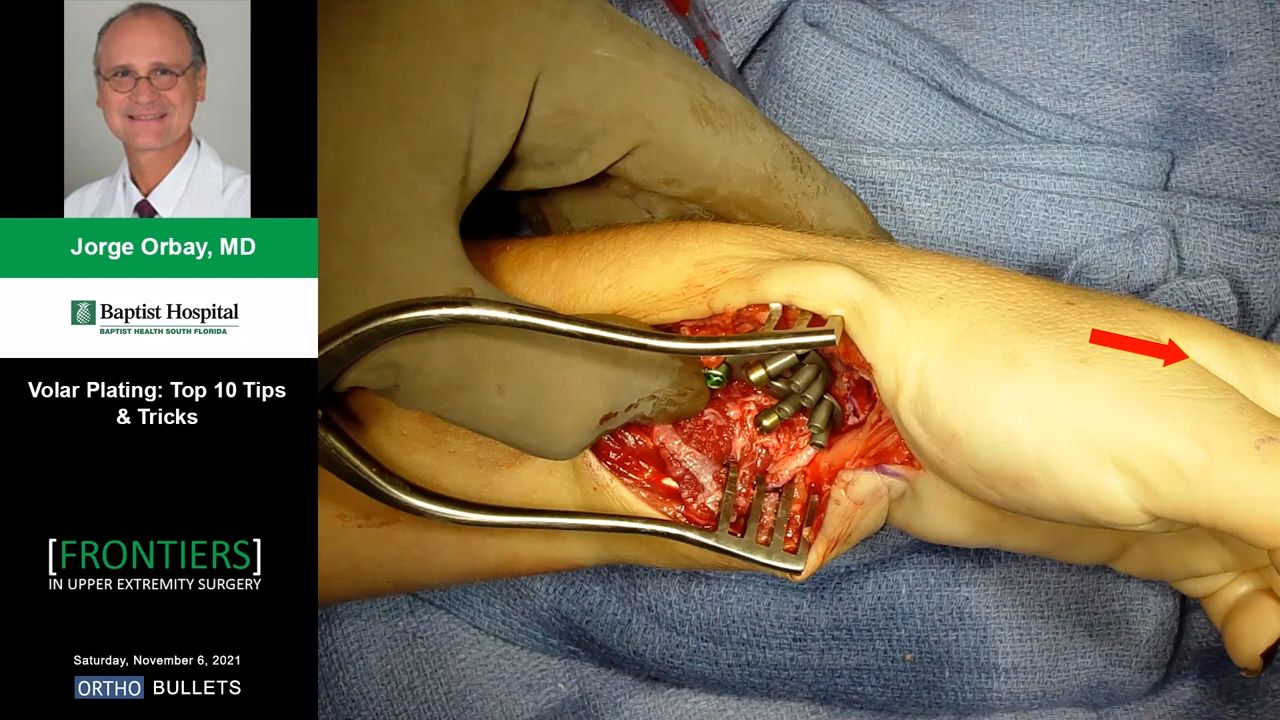 Jorge Orbay, MD
Baptist Hospital
BAPTIST HEALTH SOUTH FLORIDA
Volar Plating: Top 10 Tips
& Tricks
[FRONTIERS]
IN UPPER EXTREMITY SURGERY
Saturday, November 6, 2021
ORTHO BULLETS